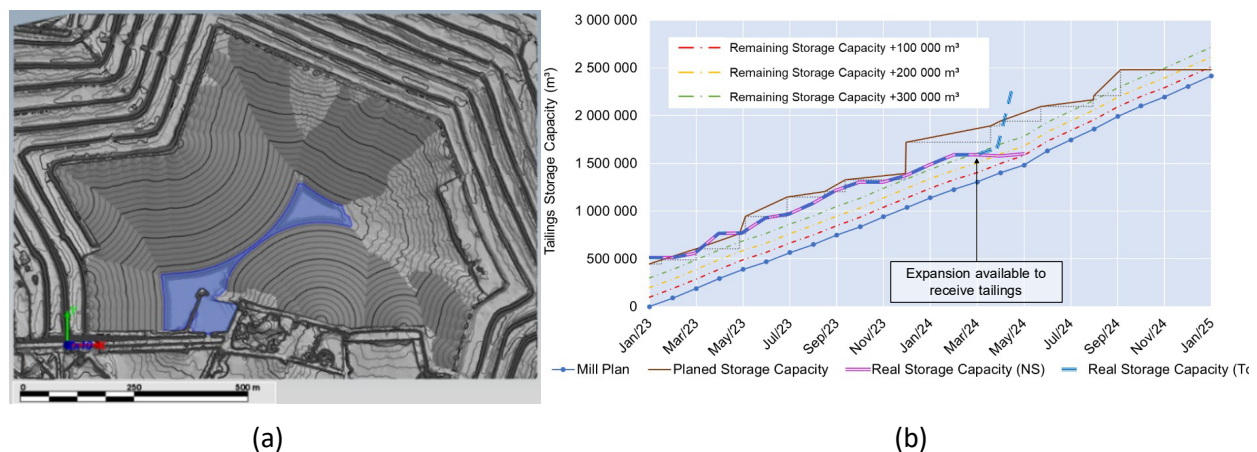 0 250 500 m
(a)
Tailings Storage Capacity (m³)
3 000 000
2 500 000
2 000 000
1 500 000
1 000 000
500 000
0
Remaining Storage Capacity +100 000 m³
Remaining Storage Capacity +200 000 m³
Remaining Storage Capacity +300 000 m³
Expansion available to
receive tailings
Jan/23 Mar/23 May/23 Jul/23 Sep/23 Nov/23 Jan/24 Mar/24 May/24 Jul/24 Sep/24 Nov/24 Jan/25
Mill Plan Planed Storage Capacity Real Storage Capacity (NS) Real Storage Capacity (To
(b)